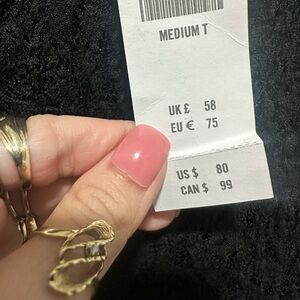 MEDIUM T
UK £ 58
EU € 75
US $ 80
CAN $ 99